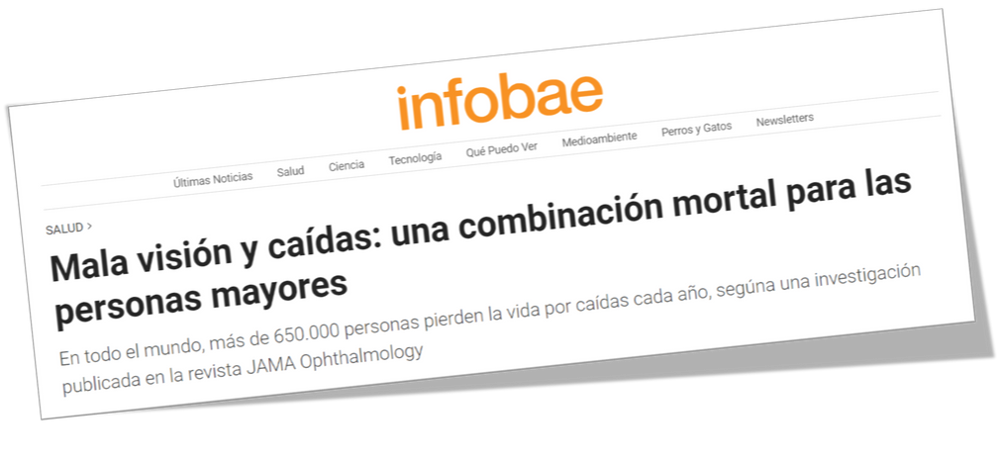 infobae
Últimas Noticias Salud Ciencia Tecnología Qué Puedo Ver Medioambiente Perros y Gatos Newsletters
SALUD >
Mala visión y caídas: una combinación mortal para las
personas mayores
En todo el mundo, más de 650.000 personas pierden la vida por caídas cada año, segúna una investigación
publicada en la revista JAMA Ophthalmology